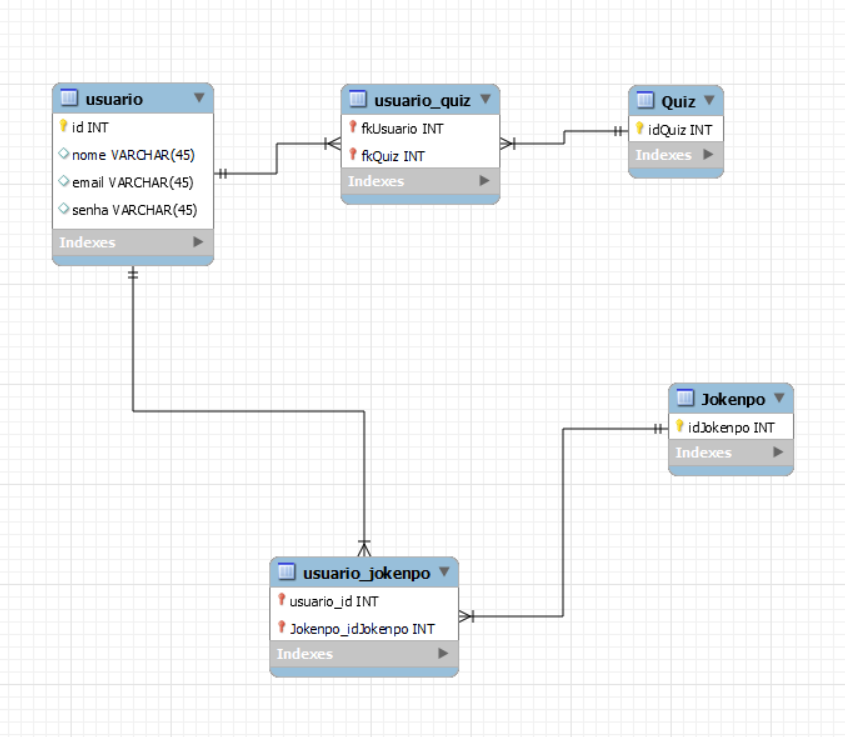 usuario
id INT
nome VARCHAR(45)
email VARCHAR(45)
senha VARCHAR(45)
Indexes
usuario_quiz
fkUsuario INT
fkQuiz INT
Indexes
Quiz
idQuiz INT
Indexes
Jokenpo
idJokenpo INT
Indexes
usuario_jokenpo
usuario_id INT
Jokenpo_idJokenpo INT
Indexes